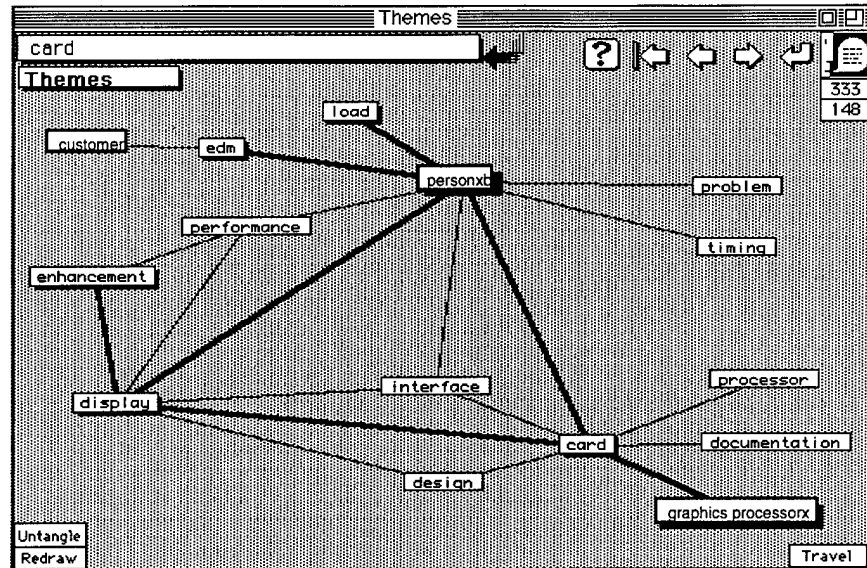 Themes
card
?
Themes
333
148
load
customer
edm
personxb
problem
performance
timing
enhancement
interface
processor
display
card
documentation
design
graphics processorx
Untangle
Redraw
Travel